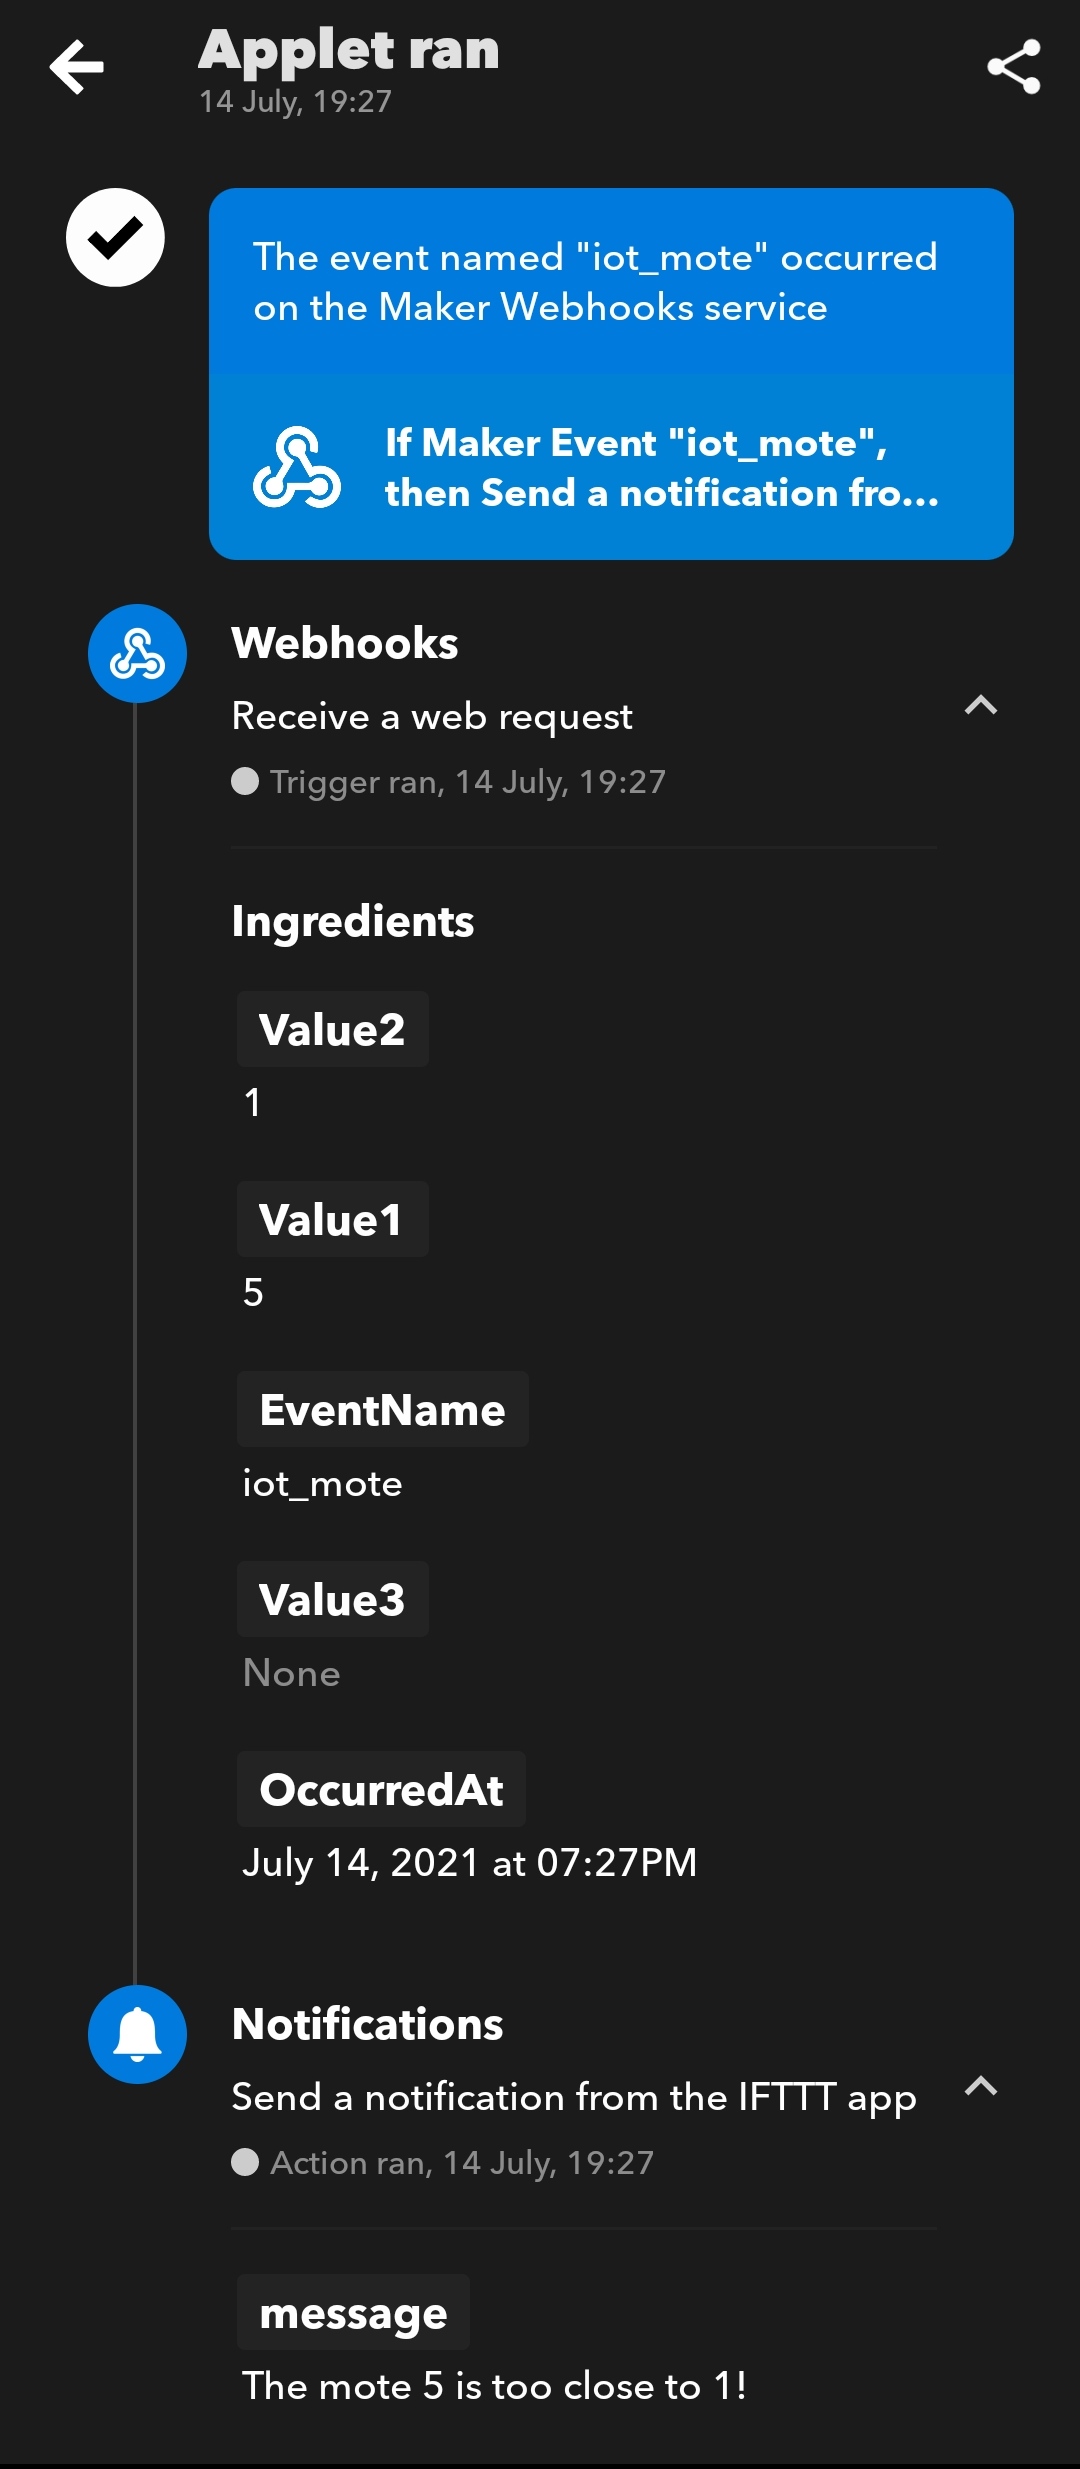 Applet ran
14 July, 19:27
The event named "iot_mote" occurred
on the Maker Webhooks service
If Maker Event "iot_mote",
then Send a notification fro...
Webhooks
Receive a web request
Trigger ran, 14 July, 19:27
Ingredients
Value2
1
Value1
5
EventName
iot_mote
Value3
None
OccurredAt
July 14, 2021 at 07:27PM
Notifications
Send a notification from the IFTTT app
Action ran, 14 July, 19:27
message
The mote 5 is too close to 1!